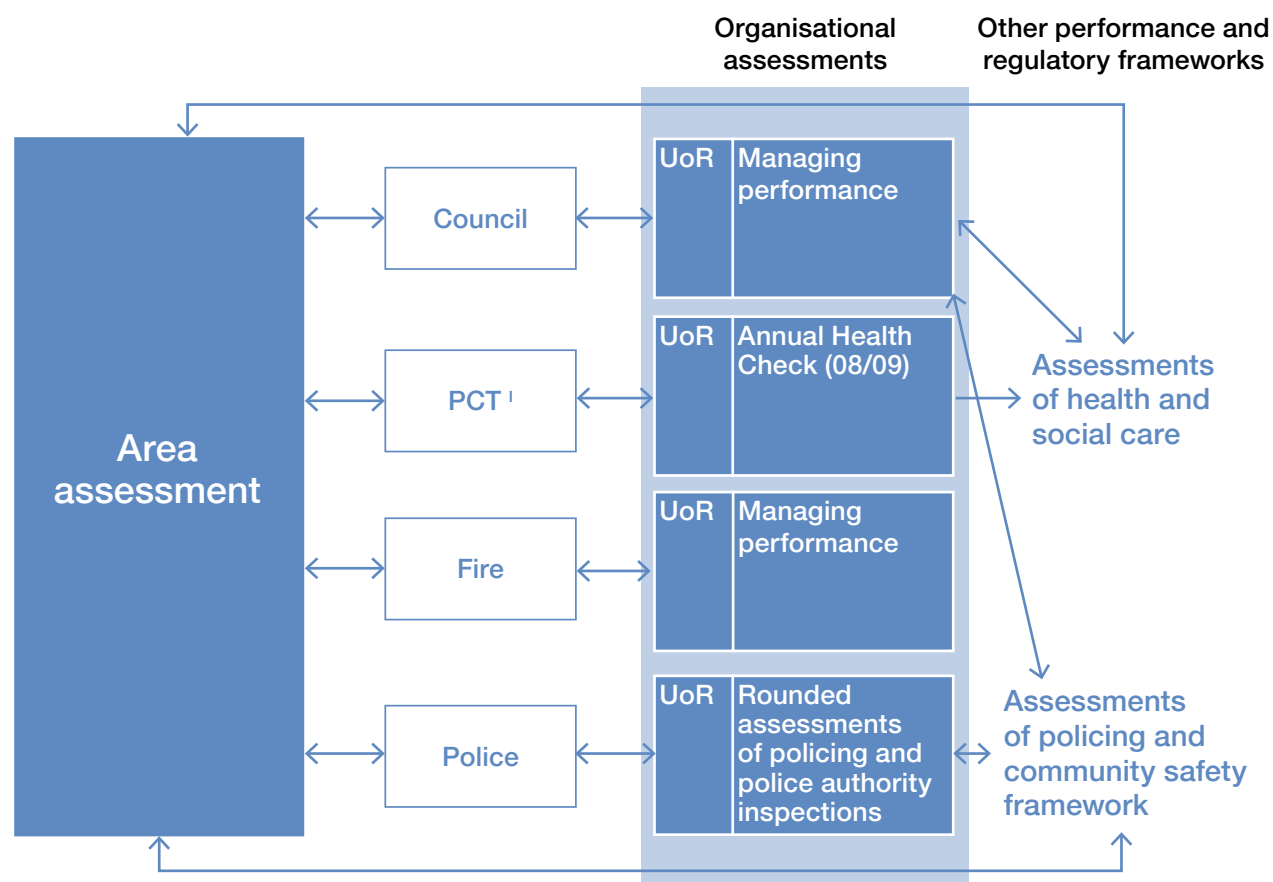 Organisational
assessments
Other performance and
regulatory frameworks
Area
assessment
Council
UoR
Managing
performance
PCT I
UoR
Annual Health
Check (08/09)
Assessments
of health and
social care
Fire
UoR
Managing
performance
Police
UoR
Rounded
assessments
of policing and
police authority
inspections
Assessments
of policing and
community safety
framework